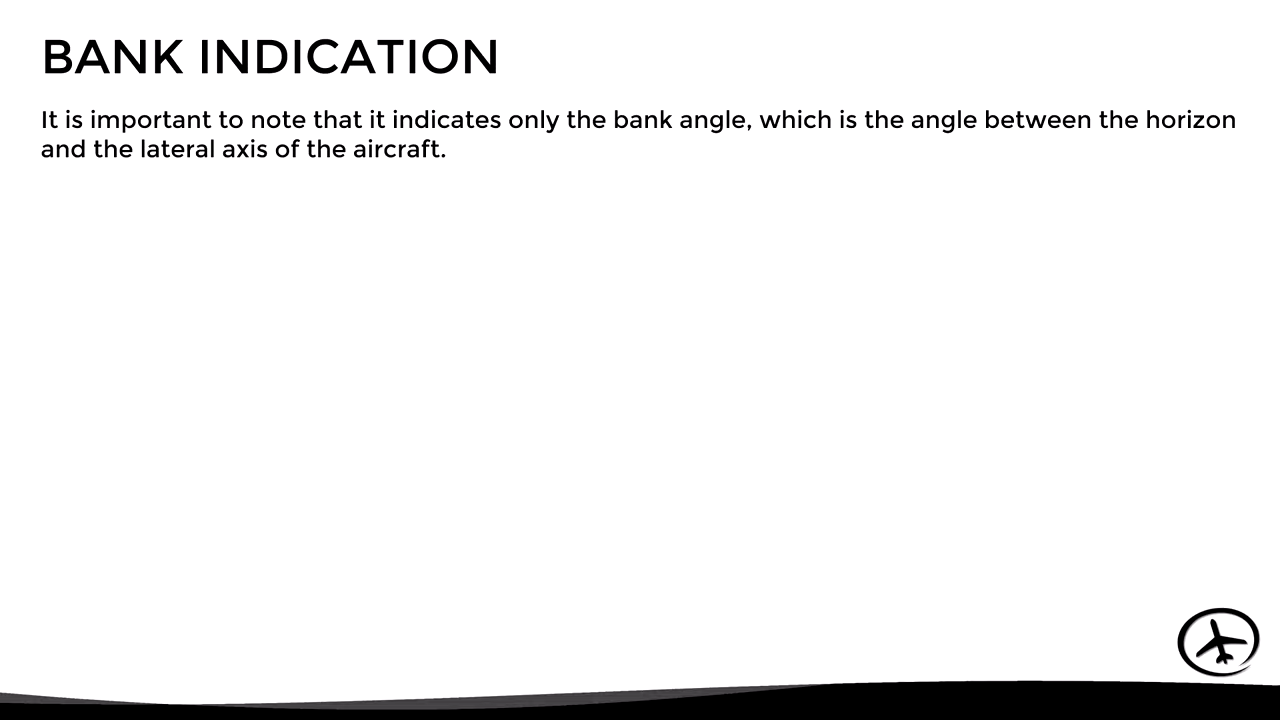 BANK INDICATION
It is important to note that it indicates only the bank angle, which is the angle between the horizon
and the lateral axis of the aircraft.